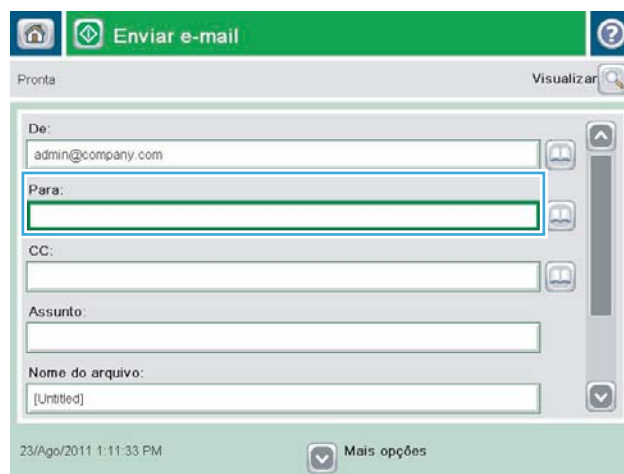 Enviar e-mail
?
Pronta
Visualizar
De:
admin@company.com
Para:
CC:
Assunto:
Nome do arquivo:
[Untitled]
23/Ago/2011 1:11:33 PM
Mais opções